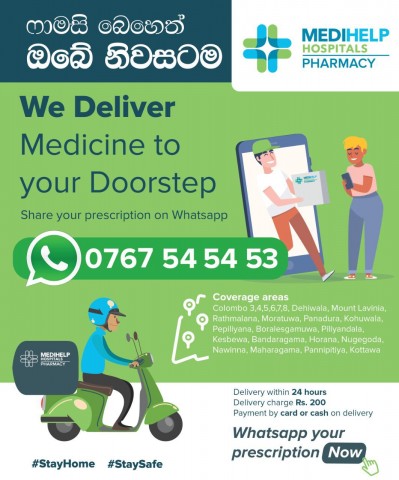 ෆාමසි බෙහෙත්
ඔබේ නිවසටම
MEDIHELP
HOSPITALS
PHARMACY
We Deliver
Medicine to
your Doorstep
Share your prescription on Whatsapp
0767 54 54 53
MEDIHELP
HOSPITALS
PHARMACY
Coverage areas
Colombo 3,4,5,6,7,8, Dehiwala, Mount Lavinia,
Rathmalana, Moratuwa, Panadura, Kohuwala,
Pepiliyana, Boralesgamuwa, Piliyandala,
Kesbewa, Bandaragama, Horana, Nugegoda,
Nawinna, Maharagama, Pannipitiya, Kottawa
MEDIHELP
HOSPITALS
PHARMACY
Delivery within 24 hours
Delivery charge Rs. 200
Payment by card or cash on delivery
Whatsapp your
prescription Now
#StayHome #StaySafe